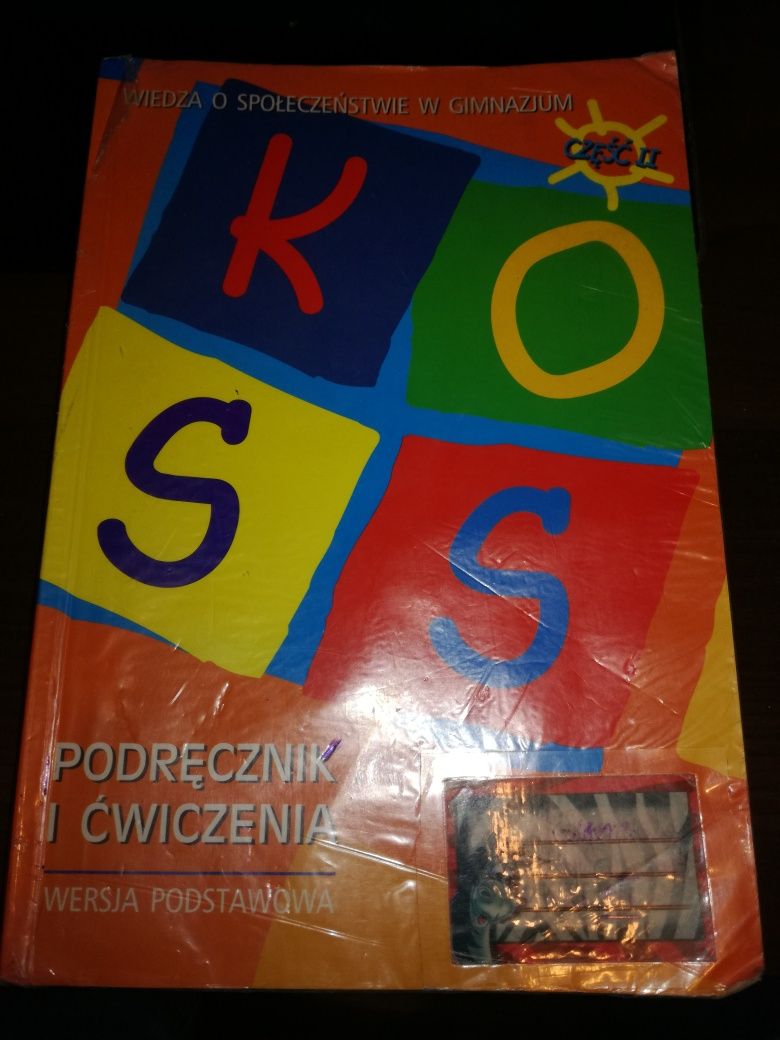 WIEDZA O SPOŁECZEŃSTWIE W GIMNAZJUM
CZĘŚĆ II
K
O
S
S
PODRĘCZNIK
I ĆWICZENIA
WERSJA PODSTAWOWA